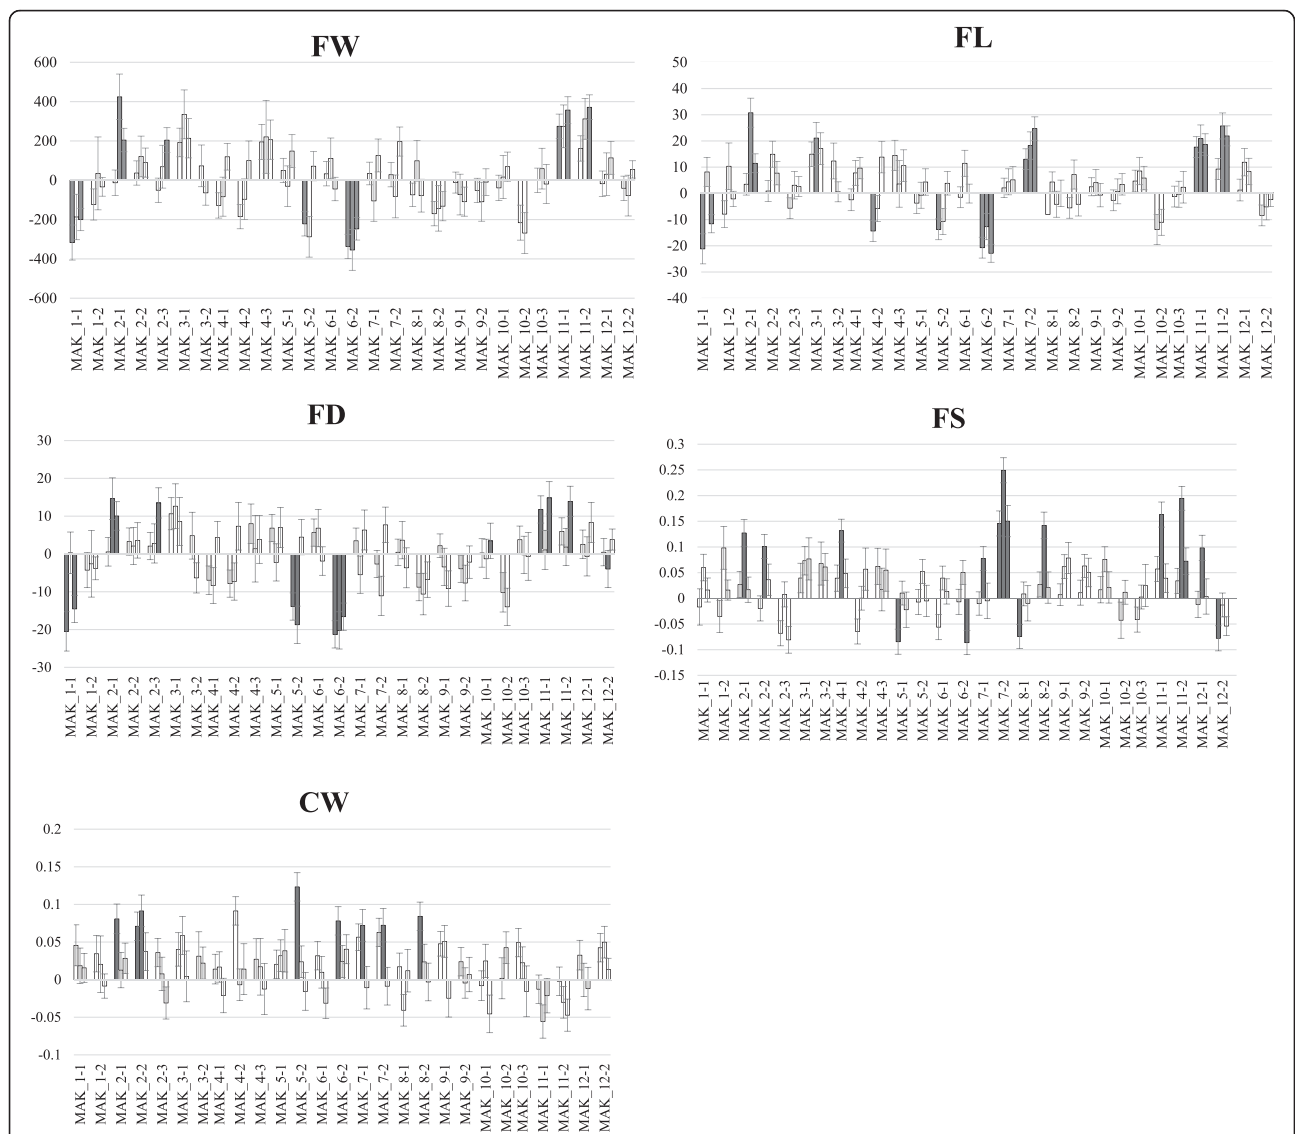 FW
600
400
200
0
-200
-400
-600
MAK_1-1
MAK_1-2
MAK_2-1
MAK_2-2
MAK_2-3
MAK_3-1
MAK_3-2
MAK_4-1
MAK_4-2
MAK_4-3
MAK_5-1
MAK_5-2
MAK_6-1
MAK_6-2
MAK_7-1
MAK_7-2
MAK_8-1
MAK_8-2
MAK_9-1
MAK_9-2
MAK_10-1
MAK_10-2
MAK_10-3
MAK_11-1
MAK_11-2
MAK_12-1
MAK_12-2
FL
50
40
30
20
10
0
-10
-20
-30
-40
MAK_1-1
MAK_1-2
MAK_2-1
MAK_2-2
MAK_2-3
MAK_3-1
MAK_3-2
MAK_4-1
MAK_4-2
MAK_4-3
MAK_5-1
MAK_5-2
MAK_6-1
MAK_6-2
MAK_7-1
MAK_7-2
MAK_8-1
MAK_8-2
MAK_9-1
MAK_9-2
MAK_10-1
MAK_10-2
MAK_10-3
MAK_11-1
MAK_11-2
MAK_12-1
MAK_12-2
FD
30
20
10
0
-10
-20
-30
MAK_1-1
MAK_1-2
MAK_2-1
MAK_2-2
MAK_2-3
MAK_3-1
MAK_3-2
MAK_4-1
MAK_4-2
MAK_4-3
MAK_5-1
MAK_5-2
MAK_6-1
MAK_6-2
MAK_7-1
MAK_7-2
MAK_8-1
MAK_8-2
MAK_9-1
MAK_9-2
MAK_10-1
MAK_10-2
MAK_10-3
MAK_11-1
MAK_11-2
MAK_12-1
MAK_12-2
FS
0.3
0.25
0.2
0.15
0.1
0.05
0
-0.05
-0.1
-0.15
MAK_1-1
MAK_1-2
MAK_2-1
MAK_2-2
MAK_2-3
MAK_3-1
MAK_3-2
MAK_4-1
MAK_4-2
MAK_4-3
MAK_5-1
MAK_5-2
MAK_6-1
MAK_6-2
MAK_7-1
MAK_7-2
MAK_8-1
MAK_8-2
MAK_9-1
MAK_9-2
MAK_10-1
MAK_10-2
MAK_10-3
MAK_11-1
MAK_11-2
MAK_12-1
MAK_12-2
CW
0.2
0.15
0.1
0.05
0
-0.05
-0.1
MAK_1-1
MAK_1-2
MAK_2-1
MAK_2-2
MAK_2-3
MAK_3-1
MAK_3-2
MAK_4-1
MAK_4-2
MAK_4-3
MAK_5-1
MAK_5-2
MAK_6-1
MAK_6-2
MAK_7-1
MAK_7-2
MAK_8-1
MAK_8-2
MAK_9-1
MAK_9-2
MAK_10-1
MAK_10-2
MAK_10-3
MAK_11-1
MAK_11-2
MAK_12-1
MAK_12-2